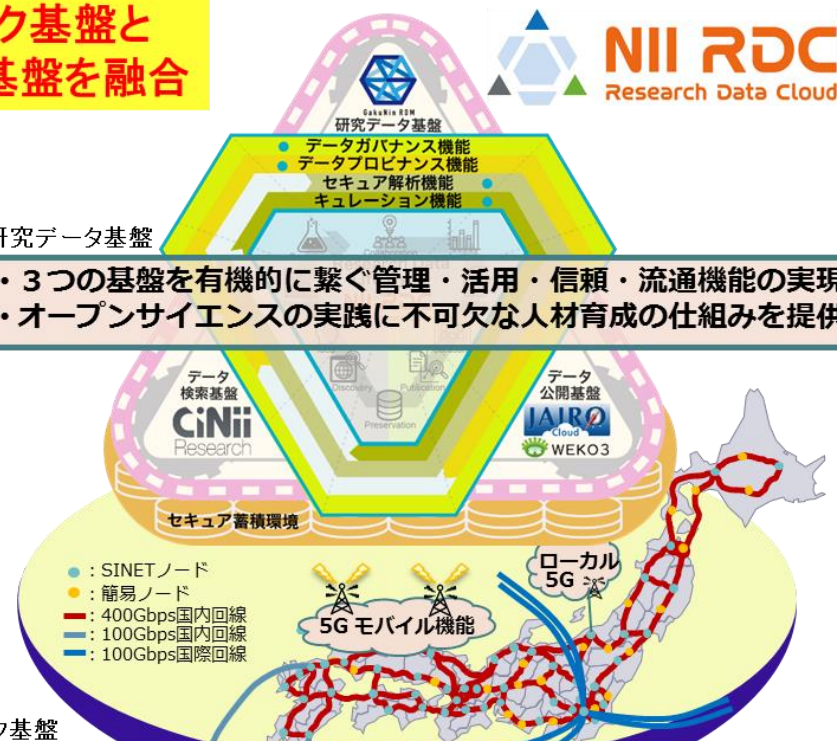 ク基盤と
基盤を融合
NII RDC
Research Data Cloud
GakuNin RDM
研究データ基盤
データガバナンス機能
データプロビナンス機能
セキュア解析機能
キュレーション機能
研究データ基盤
・3つの基盤を有機的に繋ぐ管理・活用・信頼・流通機能の実現
・オープンサイエンスの実践に不可欠な人材育成の仕組みを提供
Discovery
Publication
Preservation
データ
検索基盤
CiNii
Research
データ
公開基盤
JAIRO
Cloud
WEKO3
セキュア蓄積環境
:SINETノード
:簡易ノード
:400Gbps国内回線
:100Gbps国内回線
:100Gbps国際回線
5G モバイル機能
ローカル
5G
ク基盤